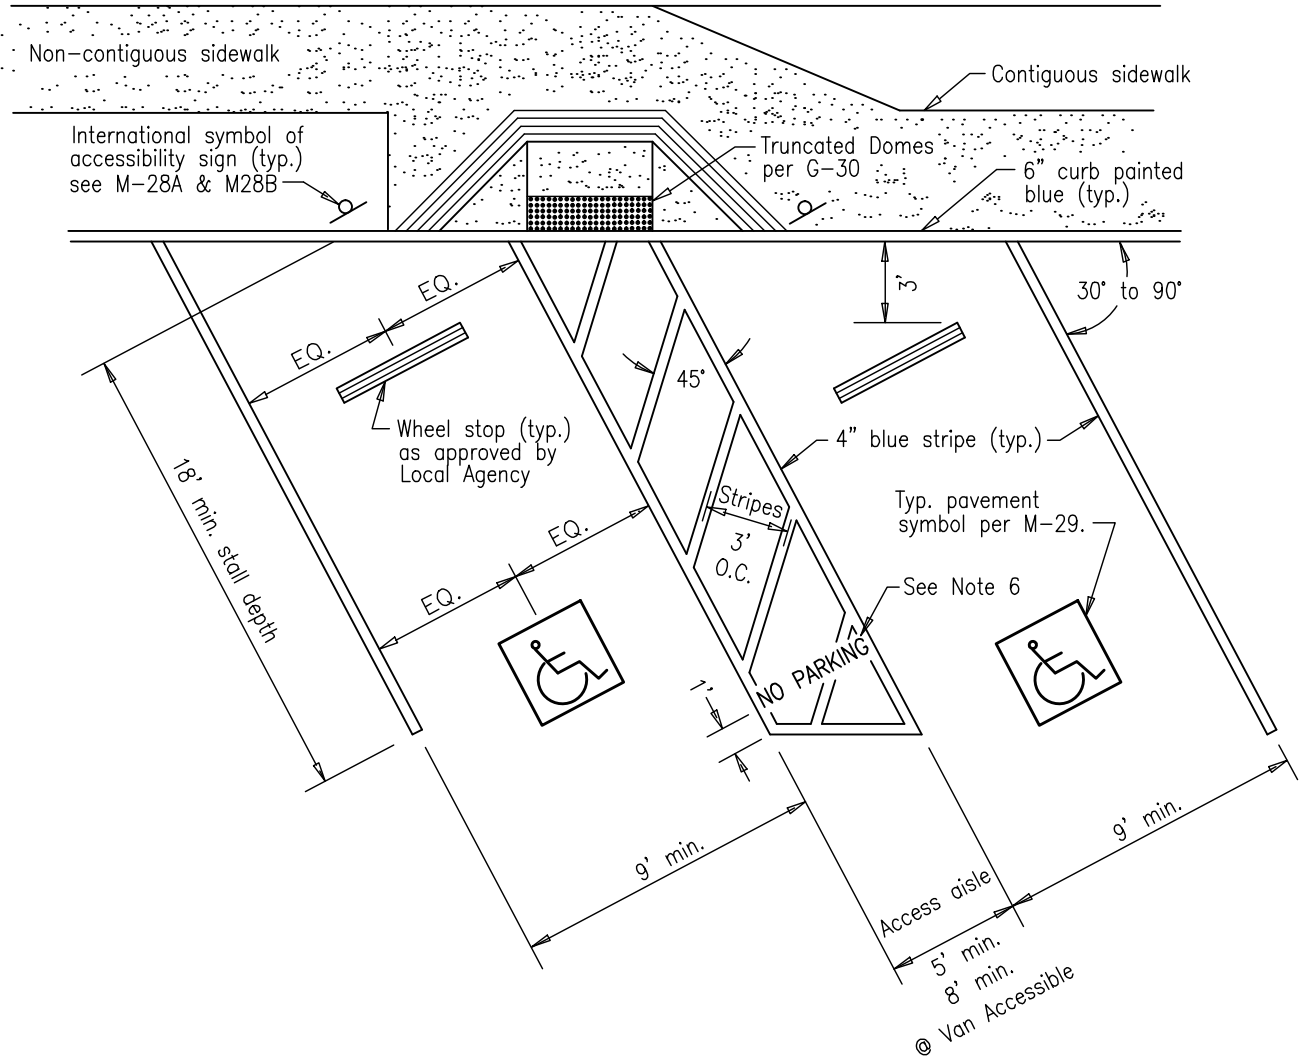 Non-contiguous sidewalk
Contiguous sidewalk
International symbol of
accessibility sign (typ.)
see M-28A & M28B
Truncated Domes
per G-30
6" curb painted
blue (typ.)
EQ.
EQ.
3'
30° to 90°
45°
Wheel stop (typ.)
as approved by
Local Agency
4" blue stripe (typ.)
18' min. stall depth
Stripes
3'
O.C.
Typ. pavement
symbol per M-29.
EQ.
EQ.
See Note 6
NO PARKING
1'
9' min.
9' min.
Access aisle
5' min.
8' min.
@ Van Accessible